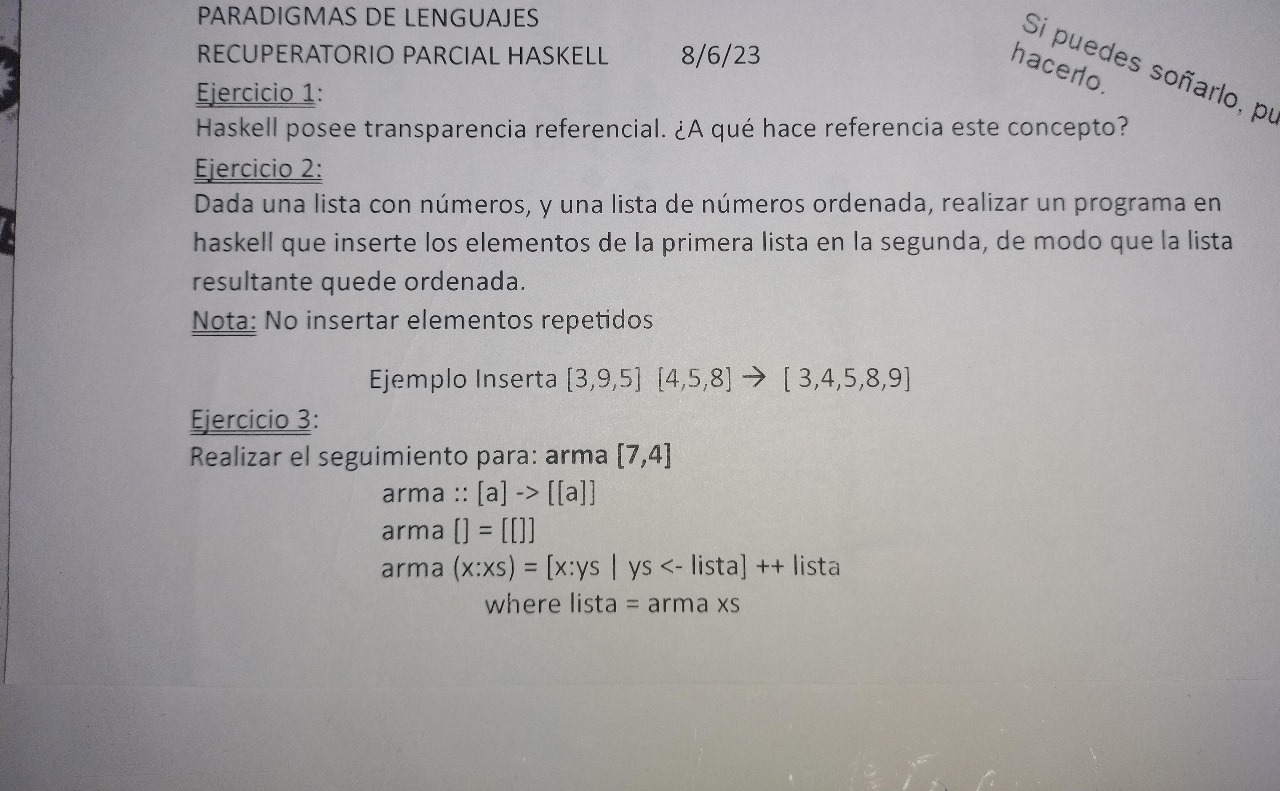 PARADIGMAS DE LENGUAJES
RECUPERATORIO PARCIAL HASKELL 8/6/23
Si puedes soñarlo, pu
hacerlo.
Ejercicio 1:
Haskell posee transparencia referencial. ¿A qué hace referencia este concepto?
Ejercicio 2:
Dada una lista con números, y una lista de números ordenada, realizar un programa en
haskell que inserte los elementos de la primera lista en la segunda, de modo que la lista
resultante quede ordenada.
Nota: No insertar elementos repetidos
Ejemplo Inserta [3,9,5] [4,5,8] → [ 3,4,5,8,9]
Ejercicio 3:
Realizar el seguimiento para: arma [7,4]
arma :: [a] -> [[a]]
arma [] = [[]]
arma (x:xs) = [x:ys | ys <- lista] ++ lista
where lista = arma xs